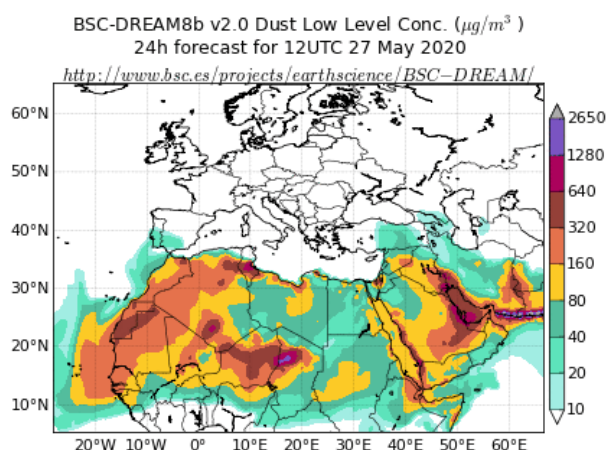 BSC-DREAM8b v2.0 Dust Low Level Conc. (μg/m³ )
24h forecast for 12UTC 27 May 2020
http://www.bsc.es/projects/earthscience/BSC−DREAM/
60°N
50°N
40°N
30°N
20°N
10°N
20°W 10°W 0° 10°E 20°E 30°E 40°E 50°E 60°E
2650
1280
640
320
160
80
40
20
10